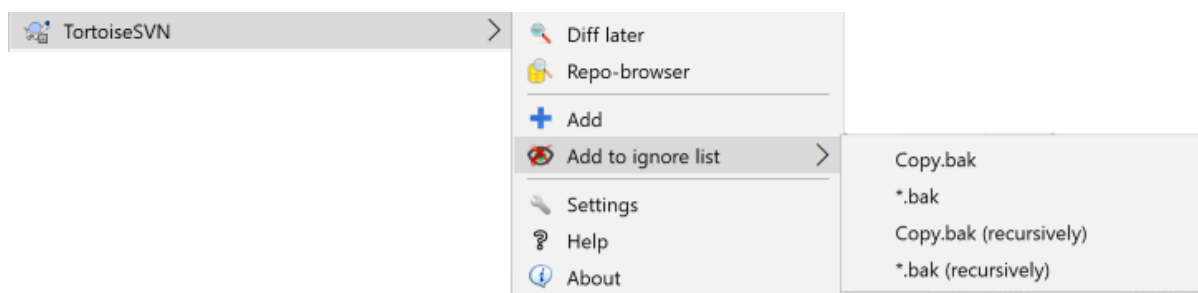 TortoiseSVN
Diff later
Repo-browser
Add
Add to ignore list
Settings
Help
About
Copy.bak
*.bak
Copy.bak (recursively)
*.bak (recursively)